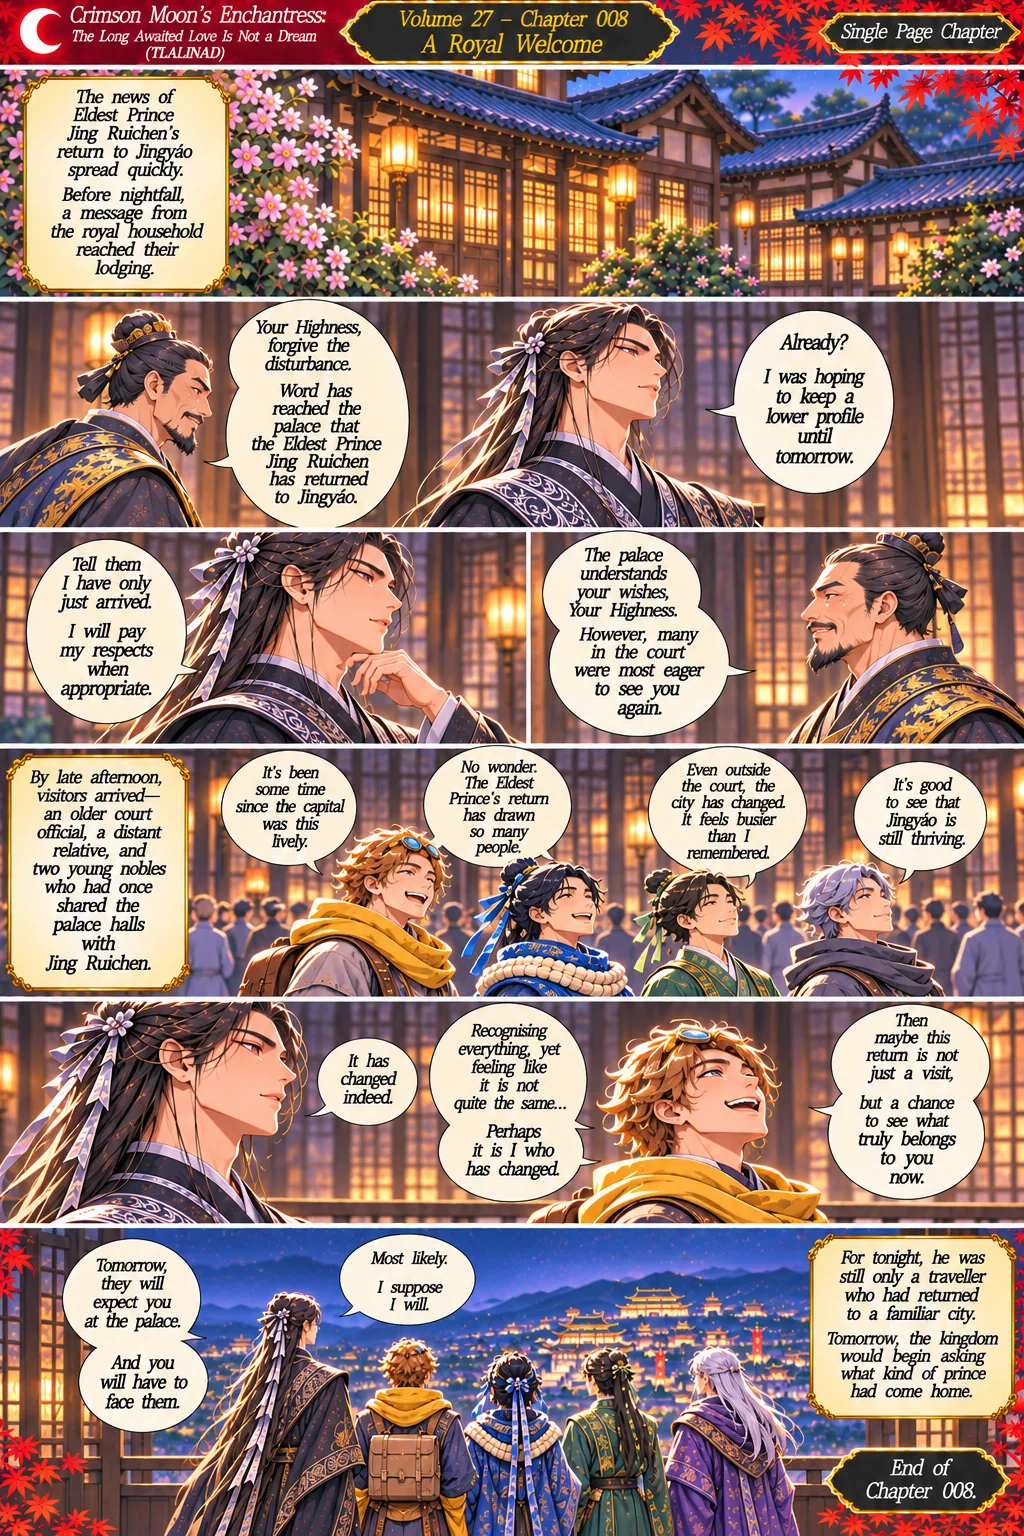 Crimson Moon's Enchantress:
The Long Awaited Love Is Not a Dream
(TLALINAD)
Volume 27 – Chapter 008
A Royal Welcome
Single Page Chapter
The news of
Eldest Prince
Jing Ruichen's
return to Jingyáo
spread quickly.
Before nightfall,
a message from
the royal household
reached their
lodging.
Your Highness,
forgive the
disturbance.
Word has
reached the
palace that
the Eldest Prince
Jing Ruichen
has returned
to Jingyáo.
Already?
I was hoping
to keep a
lower profile
until
tomorrow.
Tell them
I have only
just arrived.
I will pay
my respects
when
appropriate.
The palace
understands
your wishes,
Your Highness.
However, many
in the court
were most eager
to see you
again.
By late afternoon,
visitors arrived—
an older court
official, a distant
relative, and
two young nobles
who had once
shared the
palace halls
with
Jing Ruichen.
It's been
some time
since the capital
was this
lively.
No wonder.
The Eldest
Prince's return
has drawn
so many
people.
Even outside
the court, the
city has changed.
It feels busier
than I
remembered.
It's good
to see that
Jingyáo is
still thriving.
It has
changed
indeed.
Recognising
everything, yet
feeling like
it is not
quite the same...
Perhaps
it is I who
has changed.
Then
maybe this
return is not
just a visit,
but a chance
to see what
truly belongs
to you
now.
Tomorrow,
they will
expect you
at the palace.
And you
will have to
face them.
Most likely.
I suppose
I will.
For tonight, he was
still only a traveller
who had returned
to a familiar city.
Tomorrow, the kingdom
would begin asking
what kind of prince
had come home.
End of
Chapter 008.